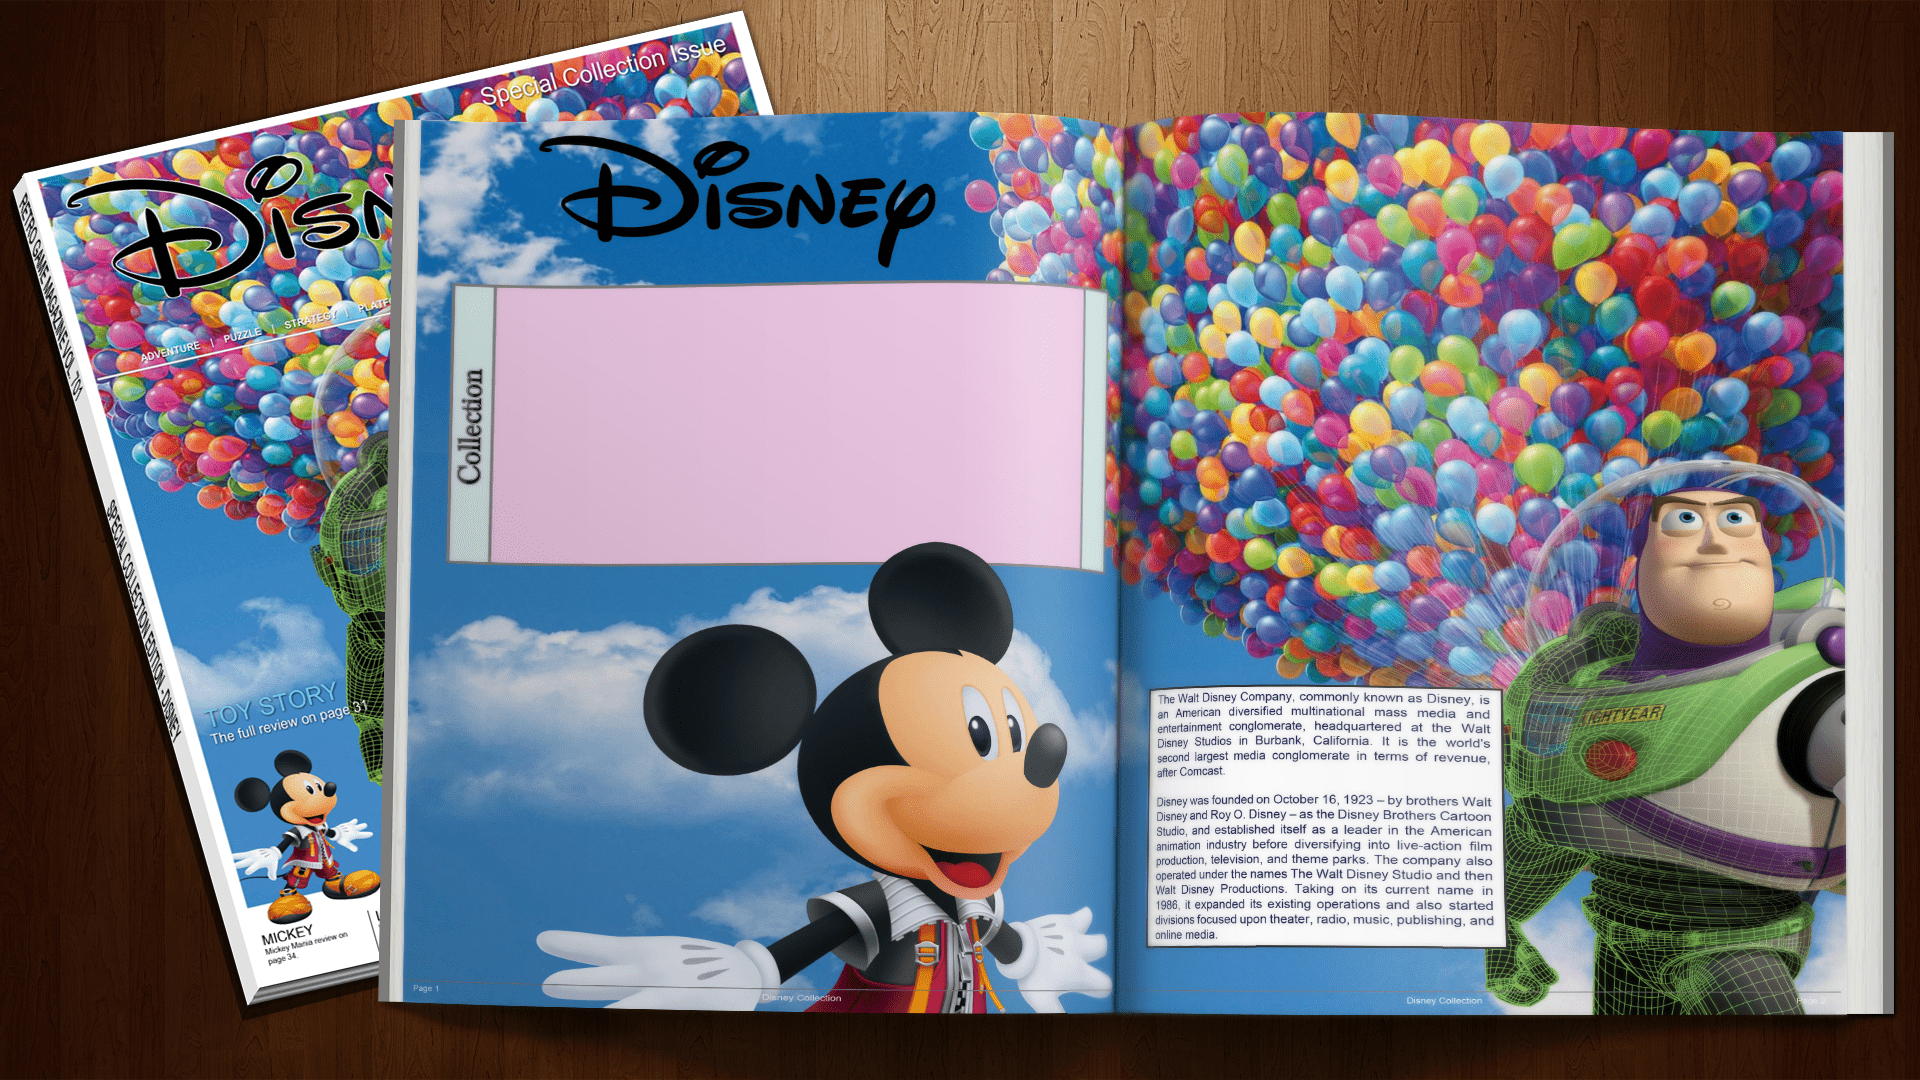 Special Collection Issue
DISN
ADVENTURE | PUZZLE | STRATEGY |
RETRO GAME MAGAZINE VOL. 701
SPECIAL COLLECTION EDITION - DISNEY
TOY STORY
The full review on page 31
MICKEY
Mickey Mania review on
page 34.
DISNEY
Collection
Page 1
Disney Collection
LIGHTYEAR
The Walt Disney Company, commonly known as Disney, is
an American diversified multinational mass media and
entertainment conglomerate, headquartered at the Walt
Disney Studios in Burbank, California. It is the world's
second largest media conglomerate in terms of revenue,
after Comcast.
Disney was founded on October 16, 1923 – by brothers Walt
Disney and Roy O. Disney – as the Disney Brothers Cartoon
Studio, and established itself as a leader in the American
animation industry before diversifying into live-action film
production, television, and theme parks. The company also
operated under the names The Walt Disney Studio and then
Walt Disney Productions. Taking on its current name in
1986, it expanded its existing operations and also started
divisions focused upon theater, radio, music, publishing, and
online media.
Disney Collection
Page 2